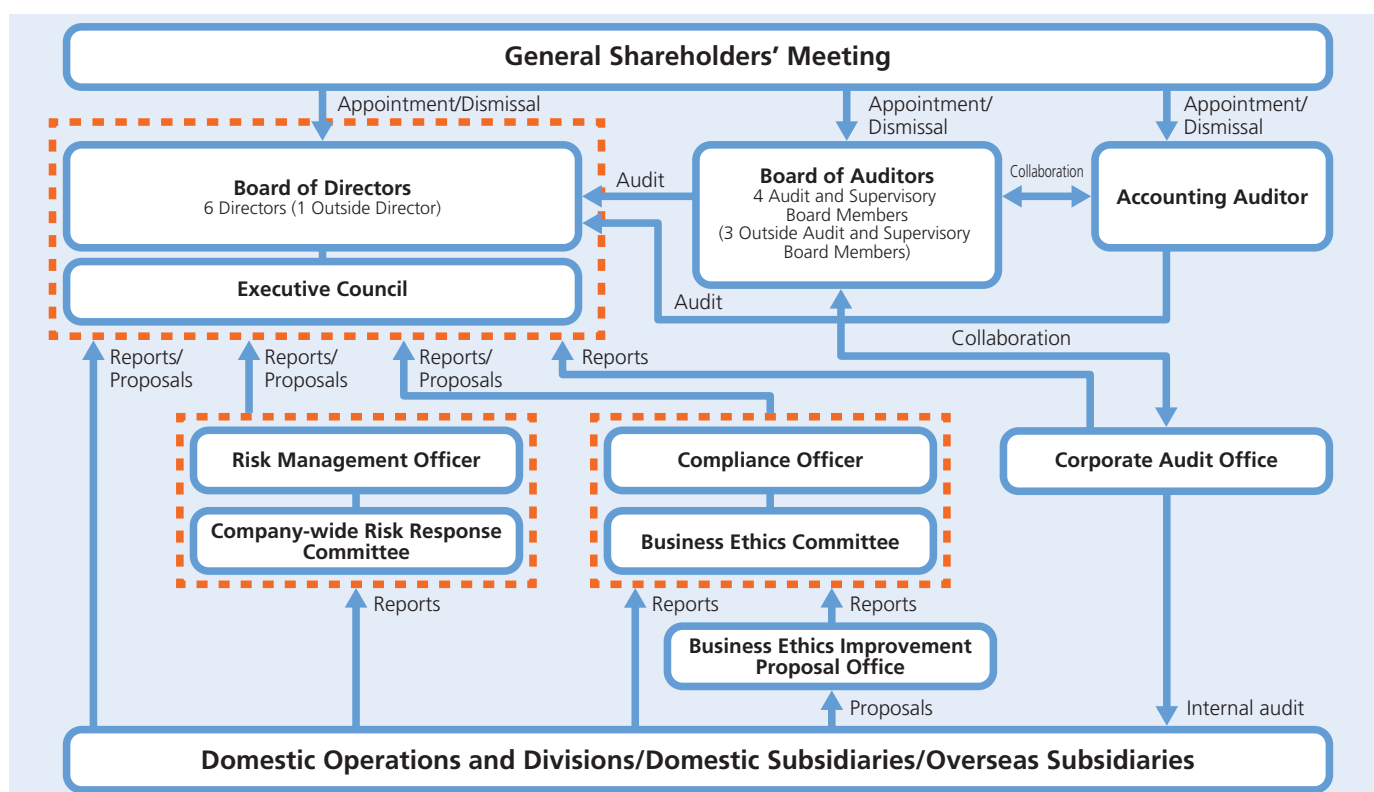 General Shareholders’ Meeting
Appointment/Dismissal
Appointment/
Dismissal
Appointment/
Dismissal
Board of Directors
6 Directors (1 Outside Director)
Audit
Board of Auditors
4 Audit and Supervisory
Board Members
(3 Outside Audit and Supervisory
Board Members)
Collaboration
Accounting Auditor
Executive Council
Audit
Collaboration
Reports/
Proposals
Reports/
Proposals
Reports/
Proposals
Reports
Risk Management Officer
Compliance Officer
Corporate Audit Office
Company-wide Risk Response
Committee
Business Ethics Committee
Reports
Reports
Reports
Business Ethics Improvement
Proposal Office
Proposals
Internal audit
Domestic Operations and Divisions/Domestic Subsidiaries/Overseas Subsidiaries